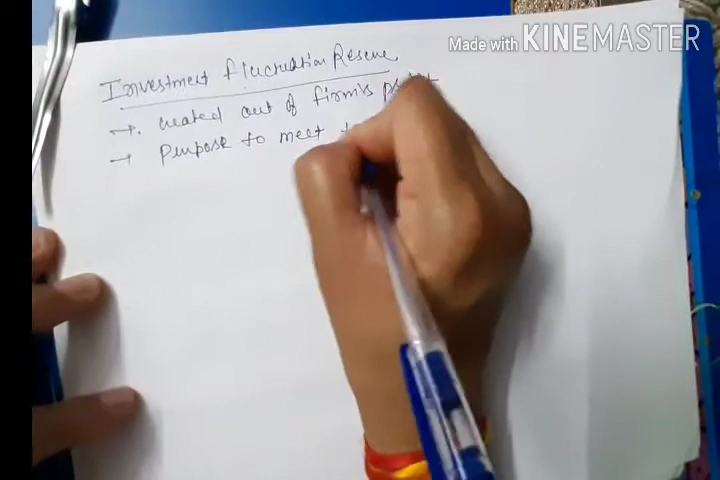 Made with KINEMASTER
Investment Fluctuation Reserve
→ created out of firm's
→ Purpose to meet